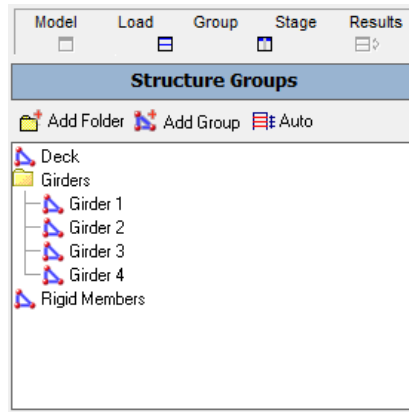 Model Load Group Stage Results
Structure Groups
Add Folder Add Group Auto
Deck
Girders
Girder 1
Girder 2
Girder 3
Girder 4
Rigid Members